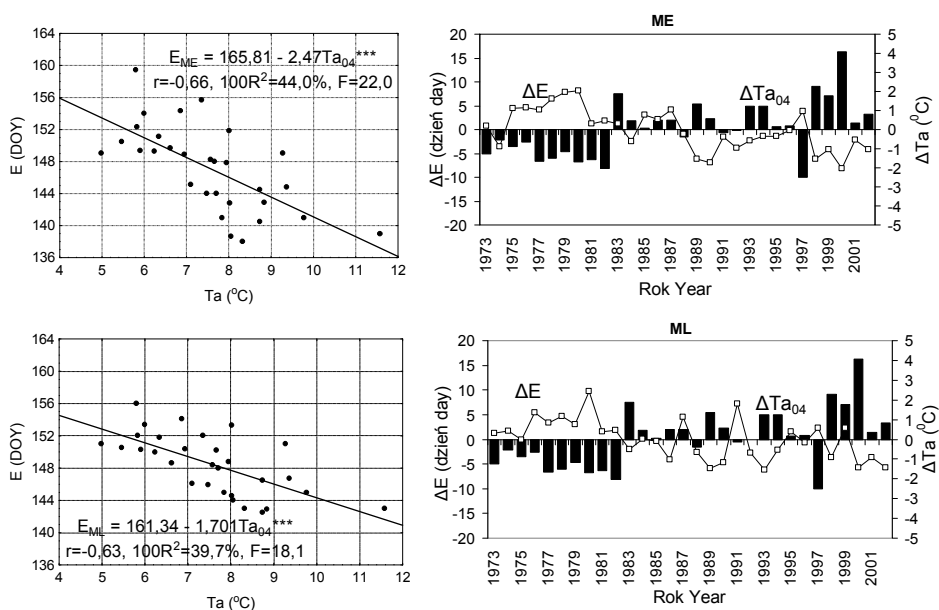 164
160
156
152
148
144
140
136
E (DOY)
E_ME = 165,81 - 2,47Ta_04***
r=-0,66, 100R²=44,0%, F=22,0
4 5 6 7 8 9 10 11 12
Ta (°C)
ME
20
15
10
5
0
-5
-10
-15
-20
ΔE (dzień day)
ΔE
ΔTa_04
5
4
3
2
1
0
-1
-2
-3
-4
-5
ΔTa (⁰C)
1973 1975 1977 1979 1981 1983 1985 1987 1989 1991 1993 1995 1997 1999 2001
Rok Year
164
160
156
152
148
144
140
136
E (DOY)
E_ML = 161,34 - 1,701Ta_04***
r=-0,63, 100R²=39,7%, F=18,1
4 5 6 7 8 9 10 11 12
Ta (°C)
ML
20
15
10
5
0
-5
-10
-15
-20
ΔE (dzień day)
ΔE
ΔTa_04
5
4
3
2
1
0
-1
-2
-3
-4
-5
ΔTa (⁰C)
1973 1975 1977 1979 1981 1983 1985 1987 1989 1991 1993 1995 1997 1999 2001
Rok Year